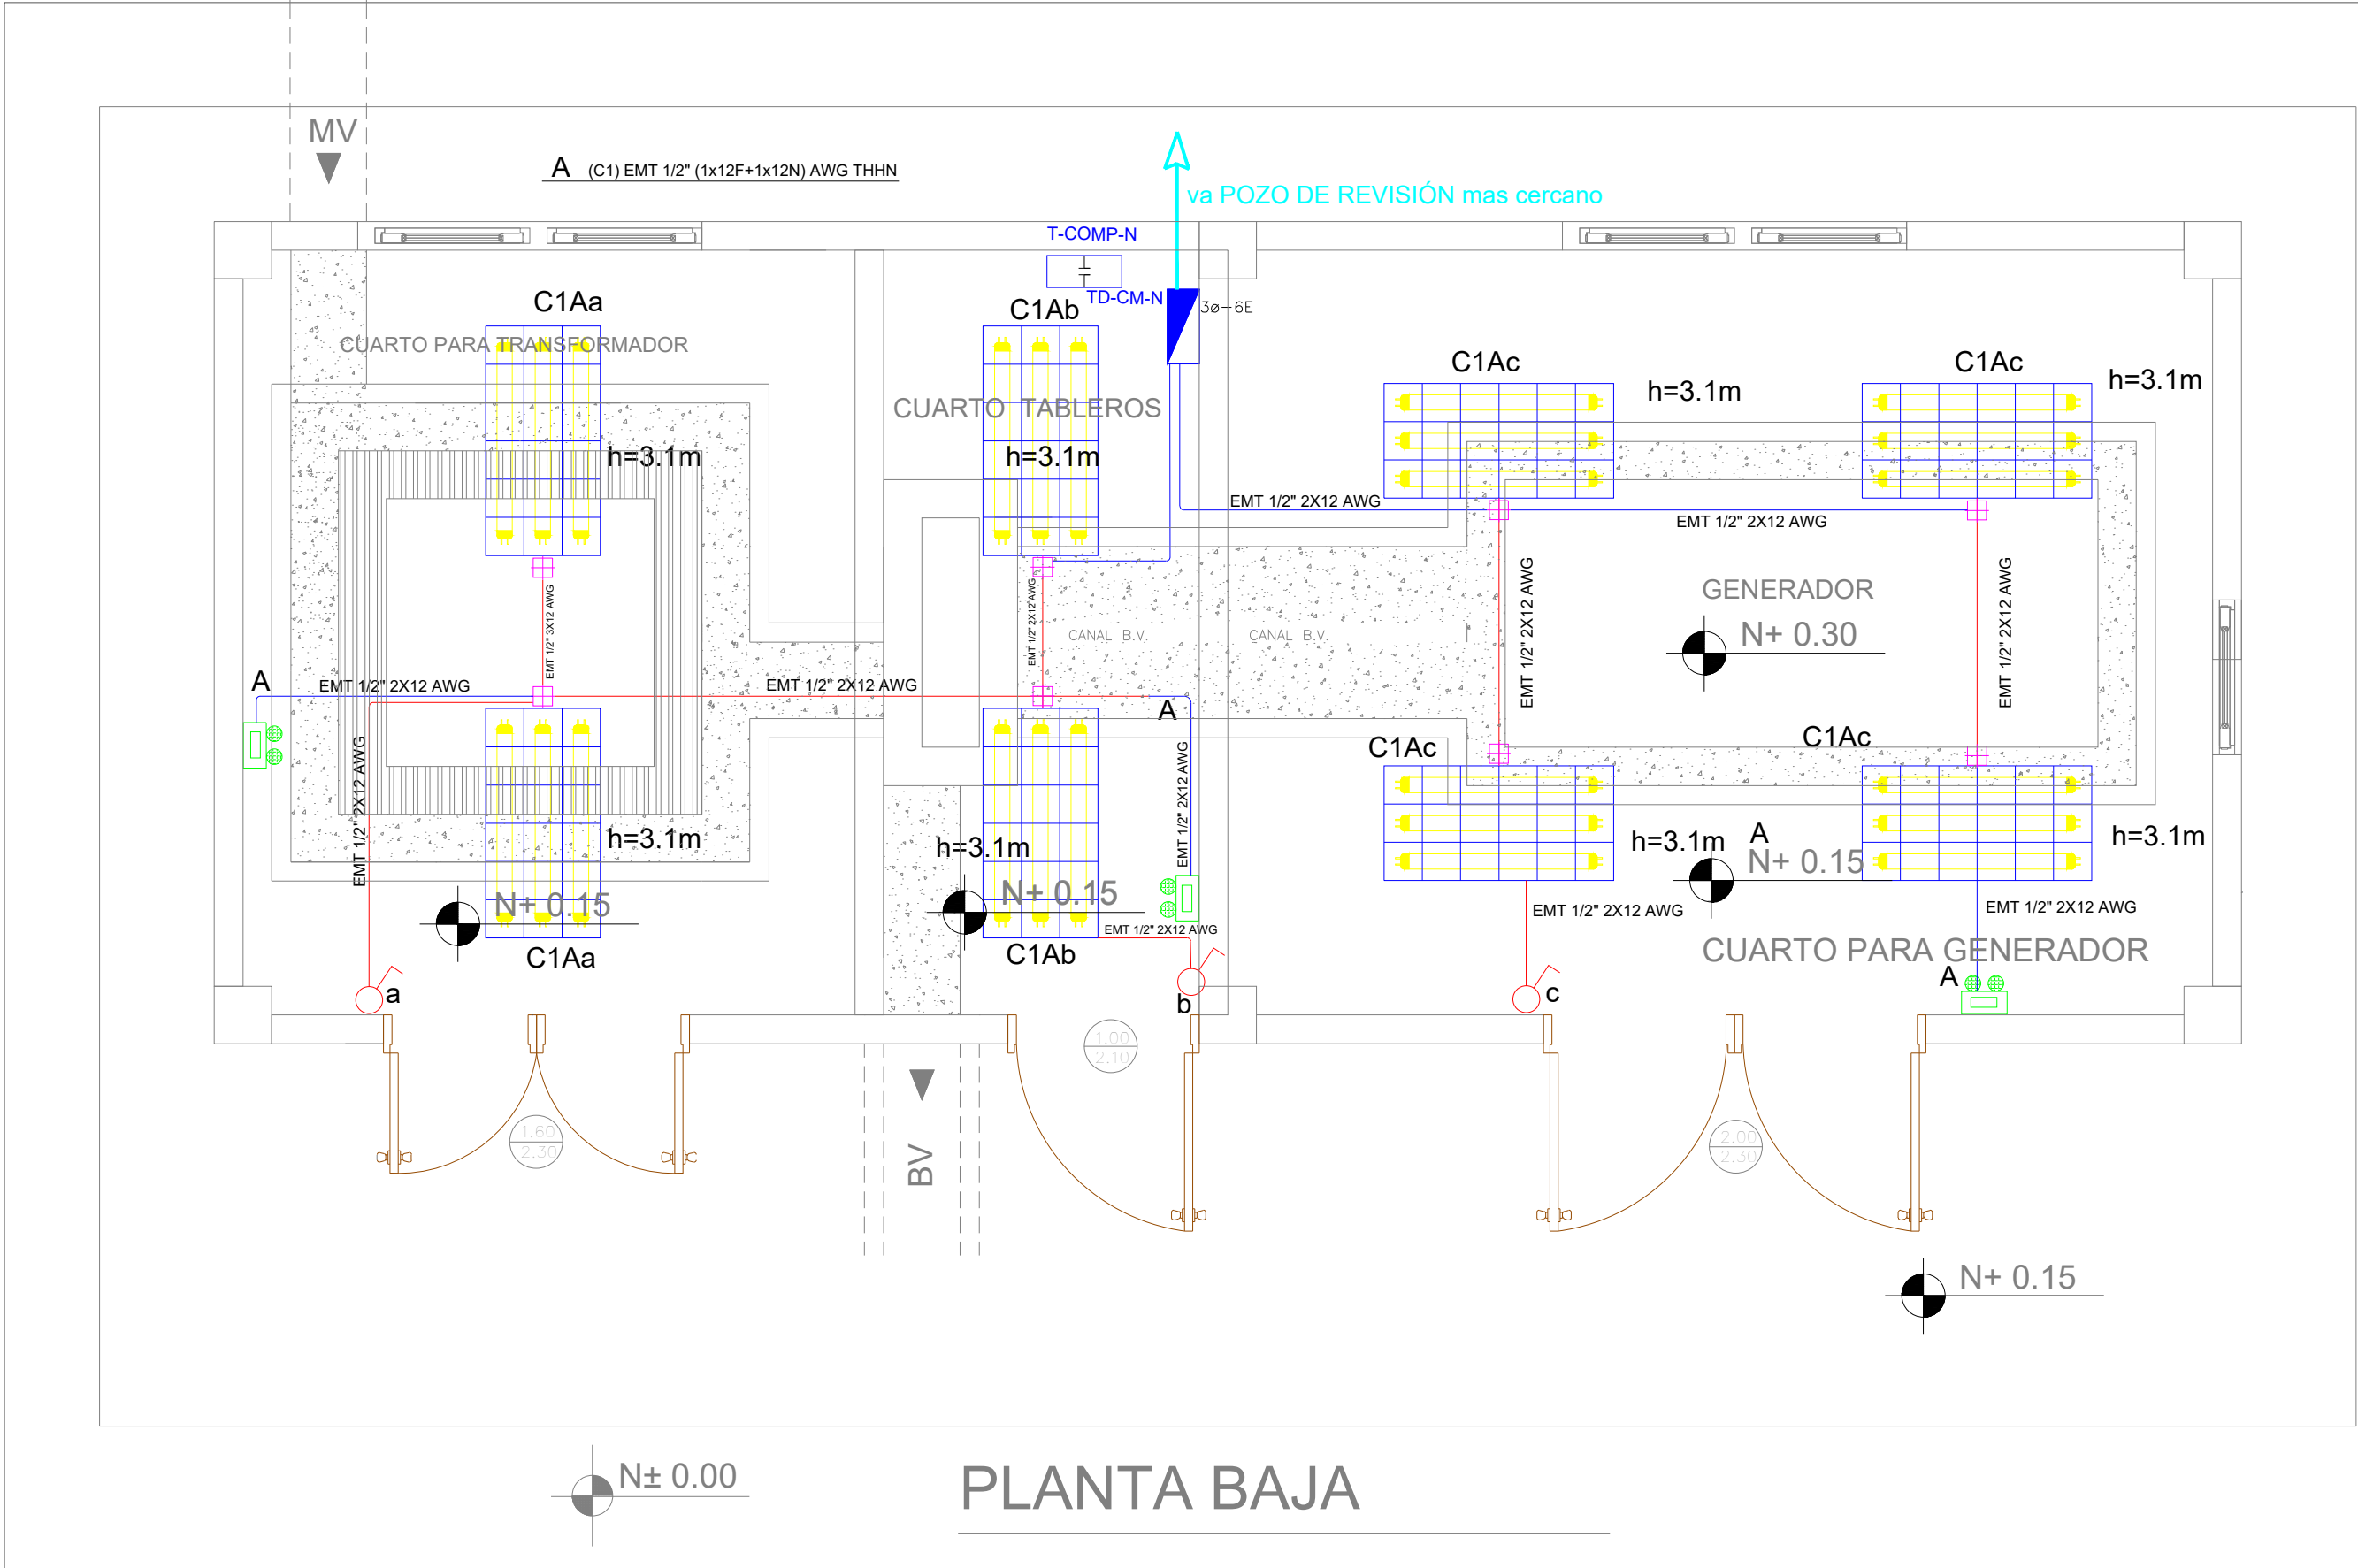 MV
A (C1) EMT 1/2" (1x12F+1x12N) AWG THHN
va POZO DE REVISIÓN mas cercano
T-COMP-N
TD-CM-N
3ø-6E
C1Aa
C1Ab
CUARTO PARA TRANSFORMADOR
C1Ac
C1Ac
h=3.1m
h=3.1m
CUARTO TABLEROS
h=3.1m
h=3.1m
EMT 1/2" 2X12 AWG
EMT 1/2" 2X12 AWG
EMT 1/2" 3X12 AWG
EMT 1/2" 2X12 AWG
EMT 1/2" 2X12 AWG
EMT 1/2" 2X12 AWG
GENERADOR
N+ 0.30
CANAL B.V.
CANAL B.V.
A
EMT 1/2" 2X12 AWG
EMT 1/2" 2X12 AWG
A
C1Ac
C1Ac
EMT 1/2" 2X12 AWG
EMT 1/2" 2X12 AWG
h=3.1m
h=3.1m
h=3.1m
A
h=3.1m
N+ 0.15
N+ 0.15
N+ 0.15
EMT 1/2" 2X12 AWG
EMT 1/2" 2X12 AWG
EMT 1/2" 2X12 AWG
C1Aa
C1Ab
CUARTO PARA GENERADOR
A
a
b
c
1.00
2.10
1.60
2.30
2.00
2.30
BV
N+ 0.15
N± 0.00
PLANTA BAJA